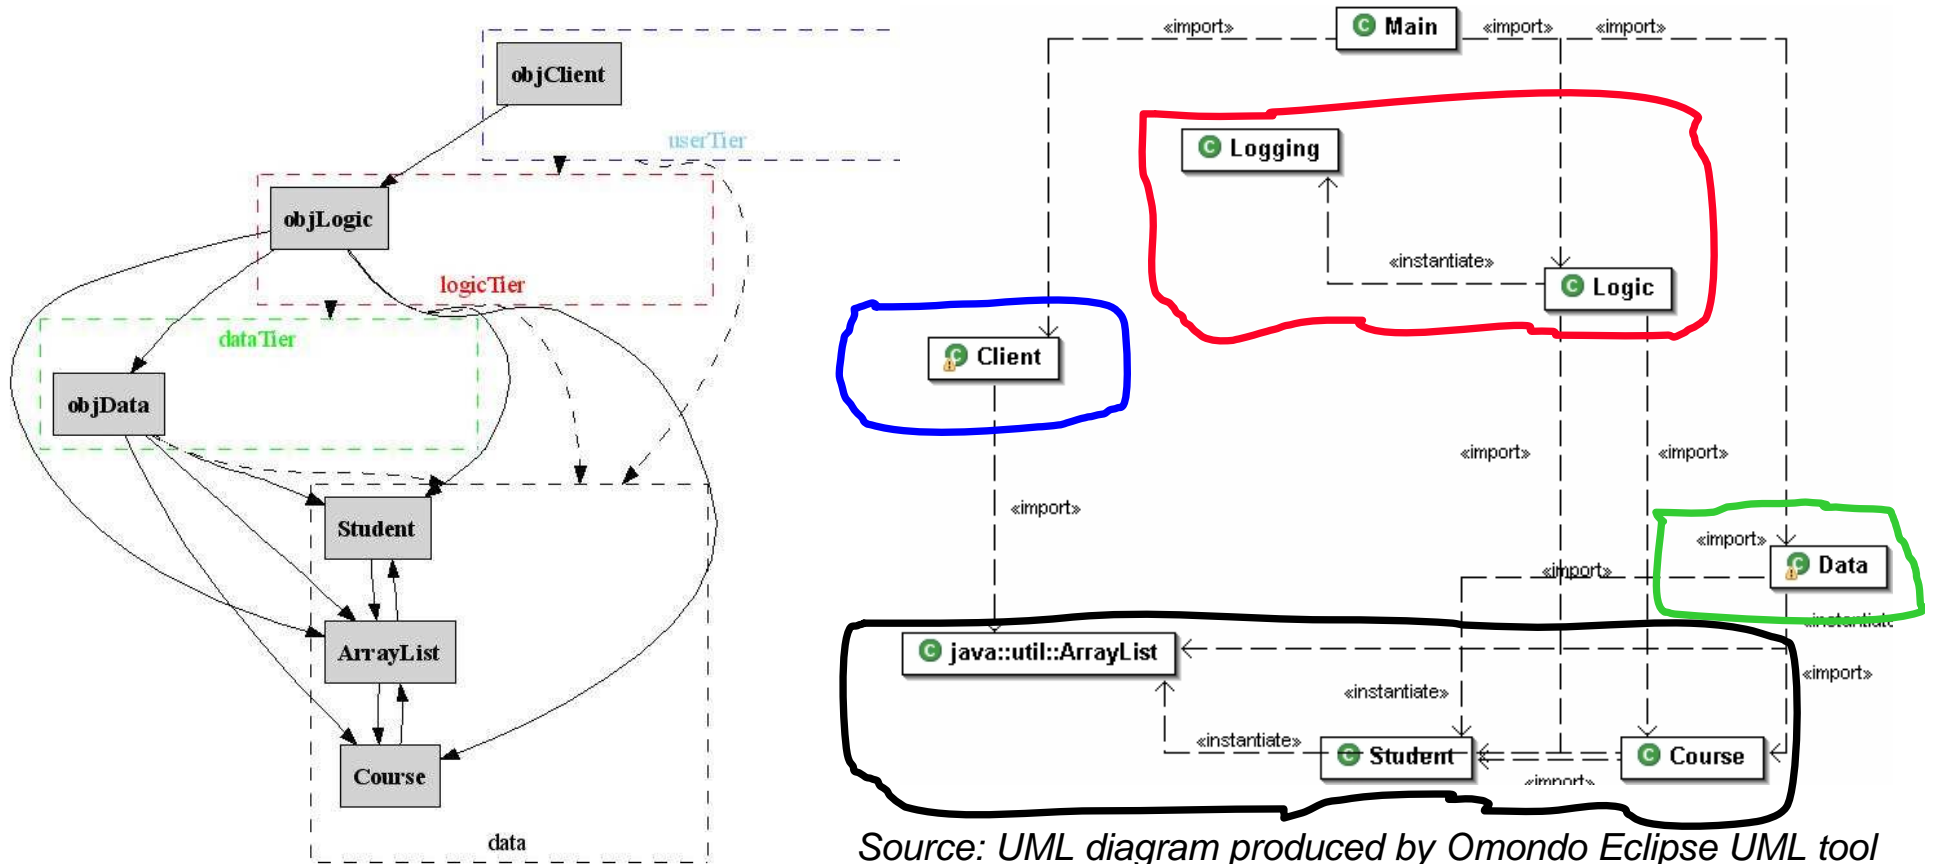 objClient
userTier
objLogic
logicTier
dataTier
objData
Student
ArrayList
Course
data
«import»
Main
«import»
«import»
Logging
«instantiate»
Logic
Client
«import»
«import»
«import»
«import»
Data
«import»
«instantiate
java::util::ArrayList
«import»
«instantiate»
«instantiate»
Student
Course
«import»
Source: UML diagram produced by Omondo Eclipse UML tool